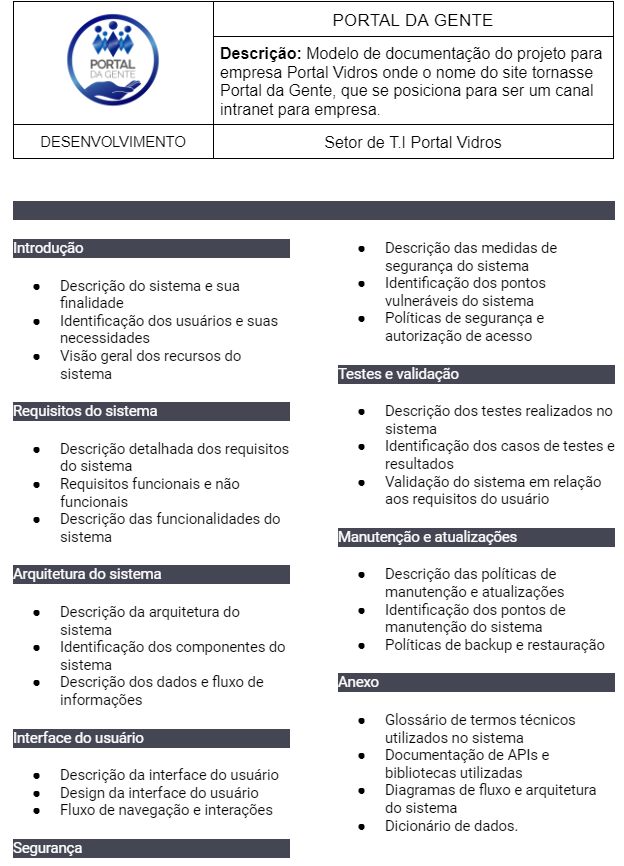 PORTAL
DA GENTE
PORTAL DA GENTE
Descrição: Modelo de documentação do projeto para
empresa Portal Vidros onde o nome do site tornasse
Portal da Gente, que se posiciona para ser um canal
intranet para empresa.
DESENVOLVIMENTO
Setor de T.I Portal Vidros
Introdução
● Descrição do sistema e sua
finalidade
● Identificação dos usuários e suas
necessidades
● Visão geral dos recursos do
sistema
Requisitos do sistema
● Descrição detalhada dos requisitos
do sistema
● Requisitos funcionais e não
funcionais
● Descrição das funcionalidades do
sistema
Arquitetura do sistema
● Descrição da arquitetura do
sistema
● Identificação dos componentes do
sistema
● Descrição dos dados e fluxo de
informações
Interface do usuário
● Descrição da interface do usuário
● Design da interface do usuário
● Fluxo de navegação e interações
Segurança
● Descrição das medidas de
segurança do sistema
● Identificação dos pontos
vulneráveis do sistema
● Políticas de segurança e
autorização de acesso
Testes e validação
● Descrição dos testes realizados no
sistema
● Identificação dos casos de testes e
resultados
● Validação do sistema em relação
aos requisitos do usuário
Manutenção e atualizações
● Descrição das políticas de
manutenção e atualizações
● Identificação dos pontos de
manutenção do sistema
● Políticas de backup e restauração
Anexo
● Glossário de termos técnicos
utilizados no sistema
● Documentação de APIs e
bibliotecas utilizadas
● Diagramas de fluxo e arquitetura
do sistema
● Dicionário de dados.